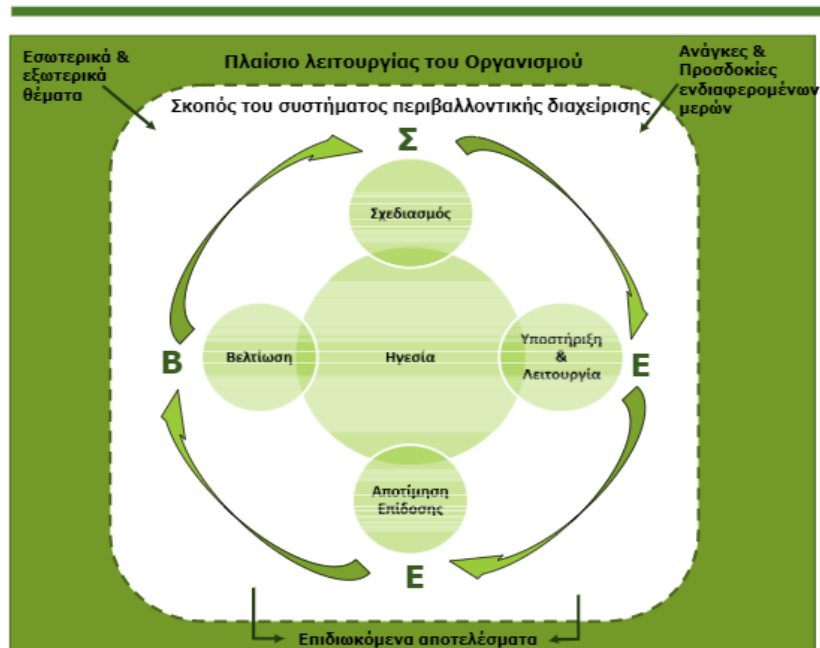 Εσωτερικά &
εξωτερικά
θέματα
Πλαίσιο λειτουργίας του Οργανισμού
Ανάγκες &
Προσδοκίες
ενδιαφερομένων
μερών
Σκοπός του συστήματος περιβαλλοντικής διαχείρισης
Σ
Σχεδιασμός
Β
Βελτίωση
Ηγεσία
Υποστήριξη
&
Λειτουργία
Ε
Αποτίμηση
Επίδοσης
Ε
Επιδιωκόμενα αποτελέσματα